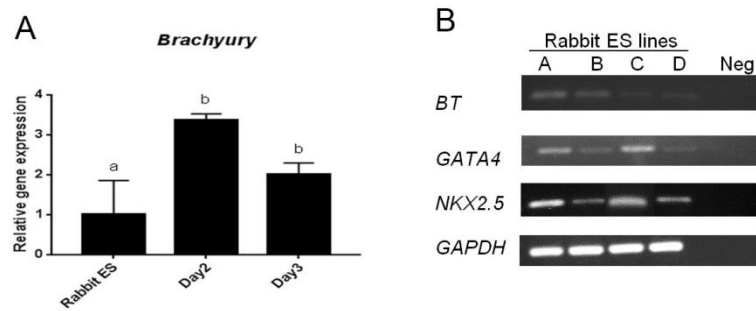 A
Brachyury
Relative gene expression
4
3
2
1
0
a
b
b
Rabbit ES
Day2
Day3
B
Rabbit ES lines
A B C D Neg
BT
GATA4
NKX2.5
GAPDH